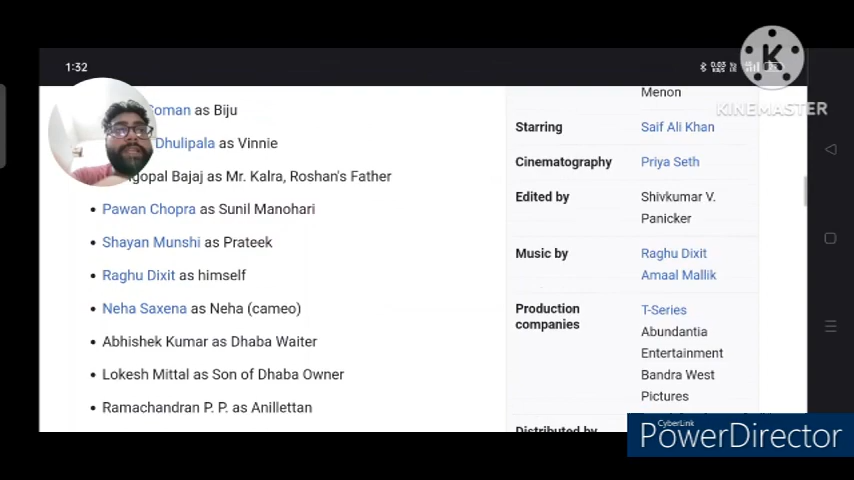 1:32
KINEMASTER
oman as Biju
Dhulipala as Vinnie
gopal Bajaj as Mr. Kalra, Roshan's Father
• Pawan Chopra as Sunil Manohari
• Shayan Munshi as Prateek
• Raghu Dixit as himself
• Neha Saxena as Neha (cameo)
• Abhishek Kumar as Dhaba Waiter
• Lokesh Mittal as Son of Dhaba Owner
• Ramachandran P. P. as Anillettan
Menon
Starring Saif Ali Khan
Cinematography Priya Seth
Edited by Shivkumar V.
Panicker
Music by Raghu Dixit
Amaal Mallik
Production T-Series
companies Abundantia
Entertainment
Bandra West
Pictures
Distributed by
CyberLink
PowerDirector